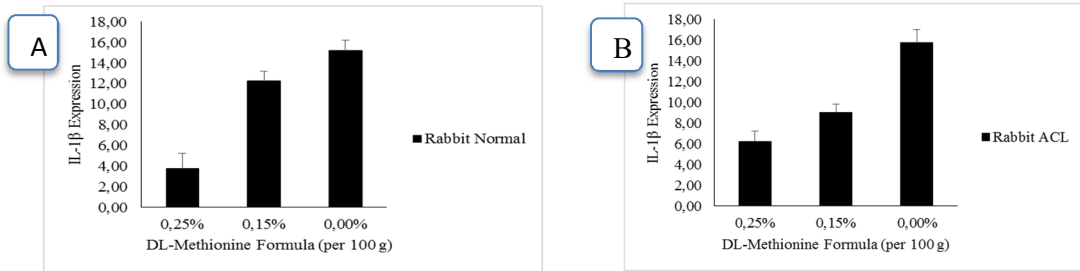 A
18,00
16,00
14,00
12,00
10,00
8,00
6,00
4,00
2,00
0,00
IL-1β Expression
0,25% 0,15% 0,00%
DL-Methionine Formula (per 100 g)
Rabbit Normal
B
18,00
16,00
14,00
12,00
10,00
8,00
6,00
4,00
2,00
0,00
IL-1β Expression
0,25% 0,15% 0,00%
DL-Methionine Formula (per 100 g)
Rabbit ACL